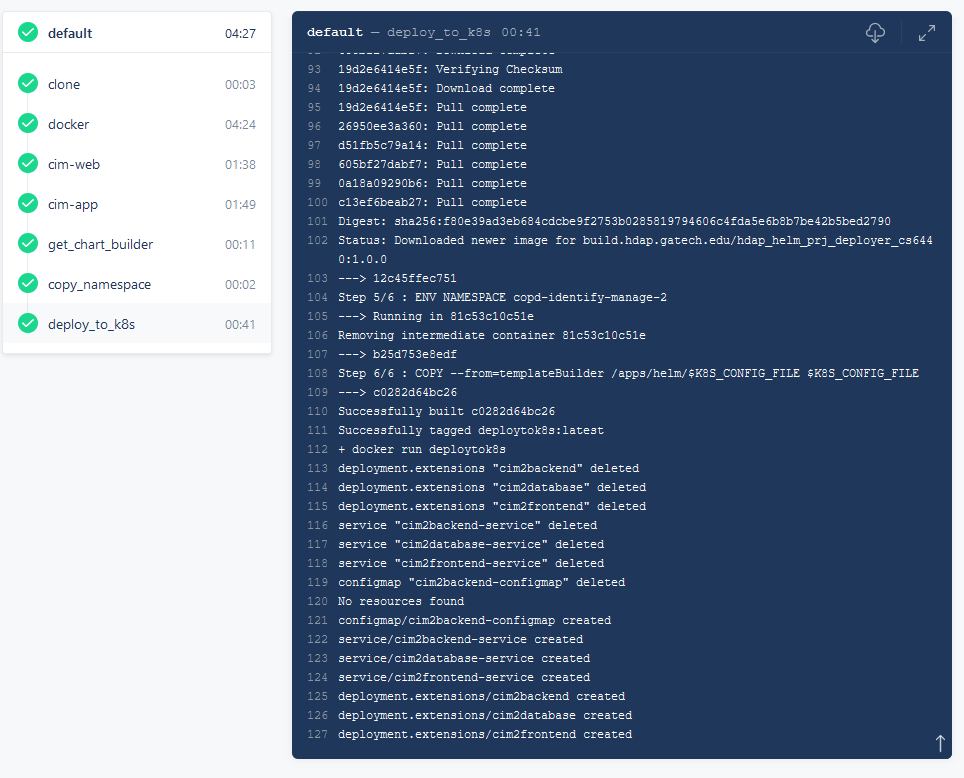 default 04:27
clone 00:03
docker 04:24
cim-web 01:38
cim-app 01:49
get_chart_builder 00:11
copy_namespace 00:02
deploy_to_k8s 00:41
default — deploy_to_k8s 00:41
93 19d2e6414e5f: Verifying Checksum
94 19d2e6414e5f: Download complete
95 19d2e6414e5f: Pull complete
96 26950ee3a360: Pull complete
97 d51fb5c79a14: Pull complete
98 605bf27dabf7: Pull complete
99 0a18a09290b6: Pull complete
100 c13ef6beab27: Pull complete
101 Digest: sha256:f80e39ad3eb684cdcbe9f2753b0285819794606c4fda5e6b8b7be42b5bed2790
102 Status: Downloaded newer image for build.hdap.gatech.edu/hdap_helm_prj_deployer_cs644
0:1.0.0
103 ---> 12c45ffec751
104 Step 5/6 : ENV NAMESPACE copd-identify-manage-2
105 ---> Running in 81c53c10c51e
106 Removing intermediate container 81c53c10c51e
107 ---> b25d753e8edf
108 Step 6/6 : COPY --from=templateBuilder /apps/helm/$K8S_CONFIG_FILE $K8S_CONFIG_FILE
109 ---> c0282d64bc26
110 Successfully built c0282d64bc26
111 Successfully tagged deploytok8s:latest
112 + docker run deploytok8s
113 deployment.extensions "cim2backend" deleted
114 deployment.extensions "cim2database" deleted
115 deployment.extensions "cim2frontend" deleted
116 service "cim2backend-service" deleted
117 service "cim2database-service" deleted
118 service "cim2frontend-service" deleted
119 configmap "cim2backend-configmap" deleted
120 No resources found
121 configmap/cim2backend-configmap created
122 service/cim2backend-service created
123 service/cim2database-service created
124 service/cim2frontend-service created
125 deployment.extensions/cim2backend created
126 deployment.extensions/cim2database created
127 deployment.extensions/cim2frontend created